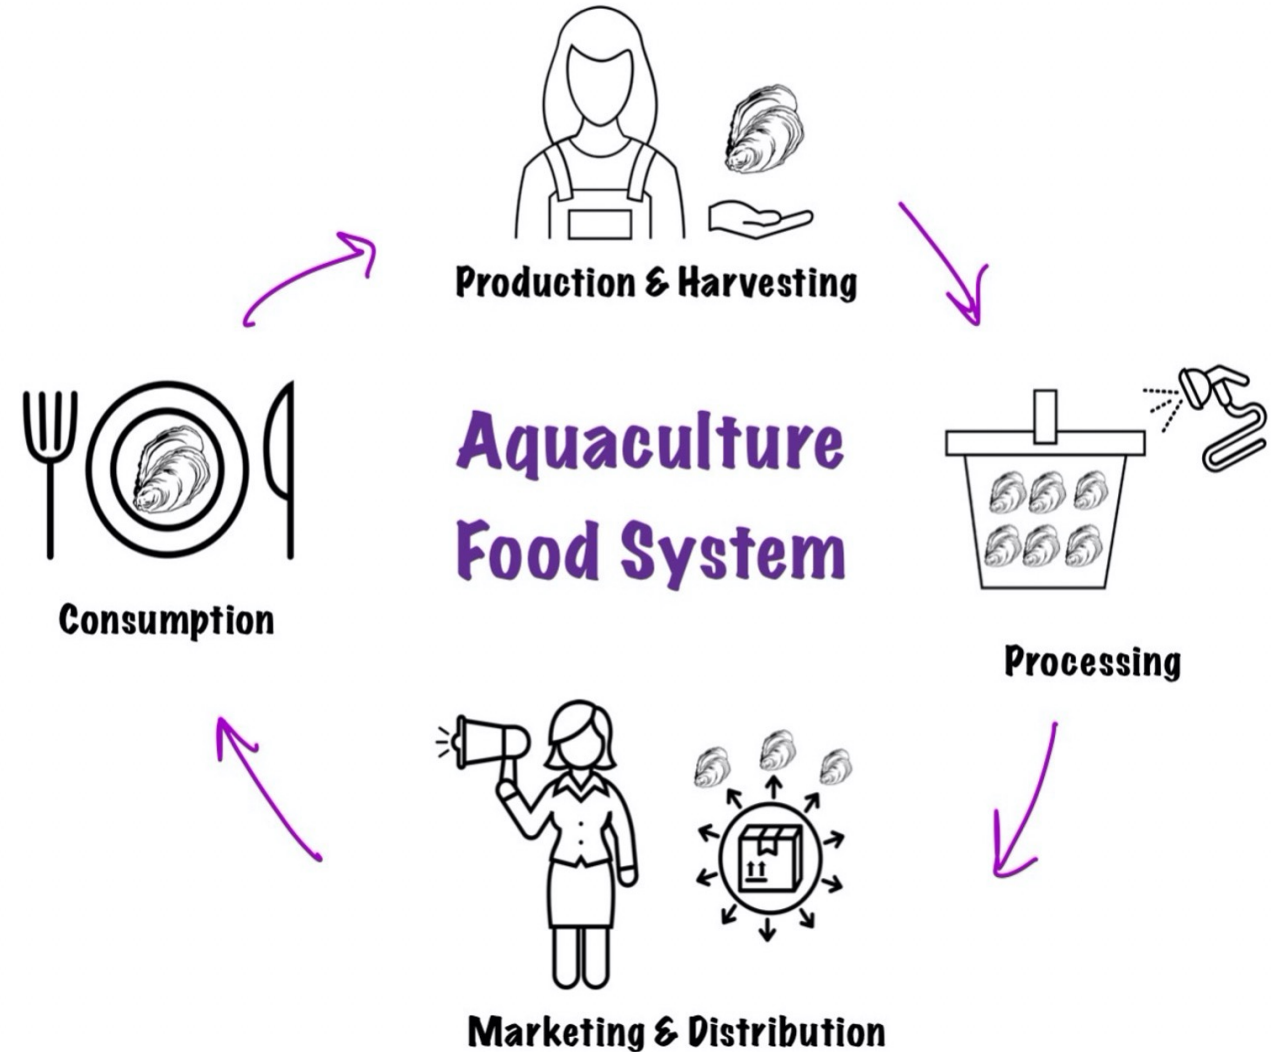 Production & Harvesting
Aquaculture
Food System
Consumption
Processing
Marketing & Distribution